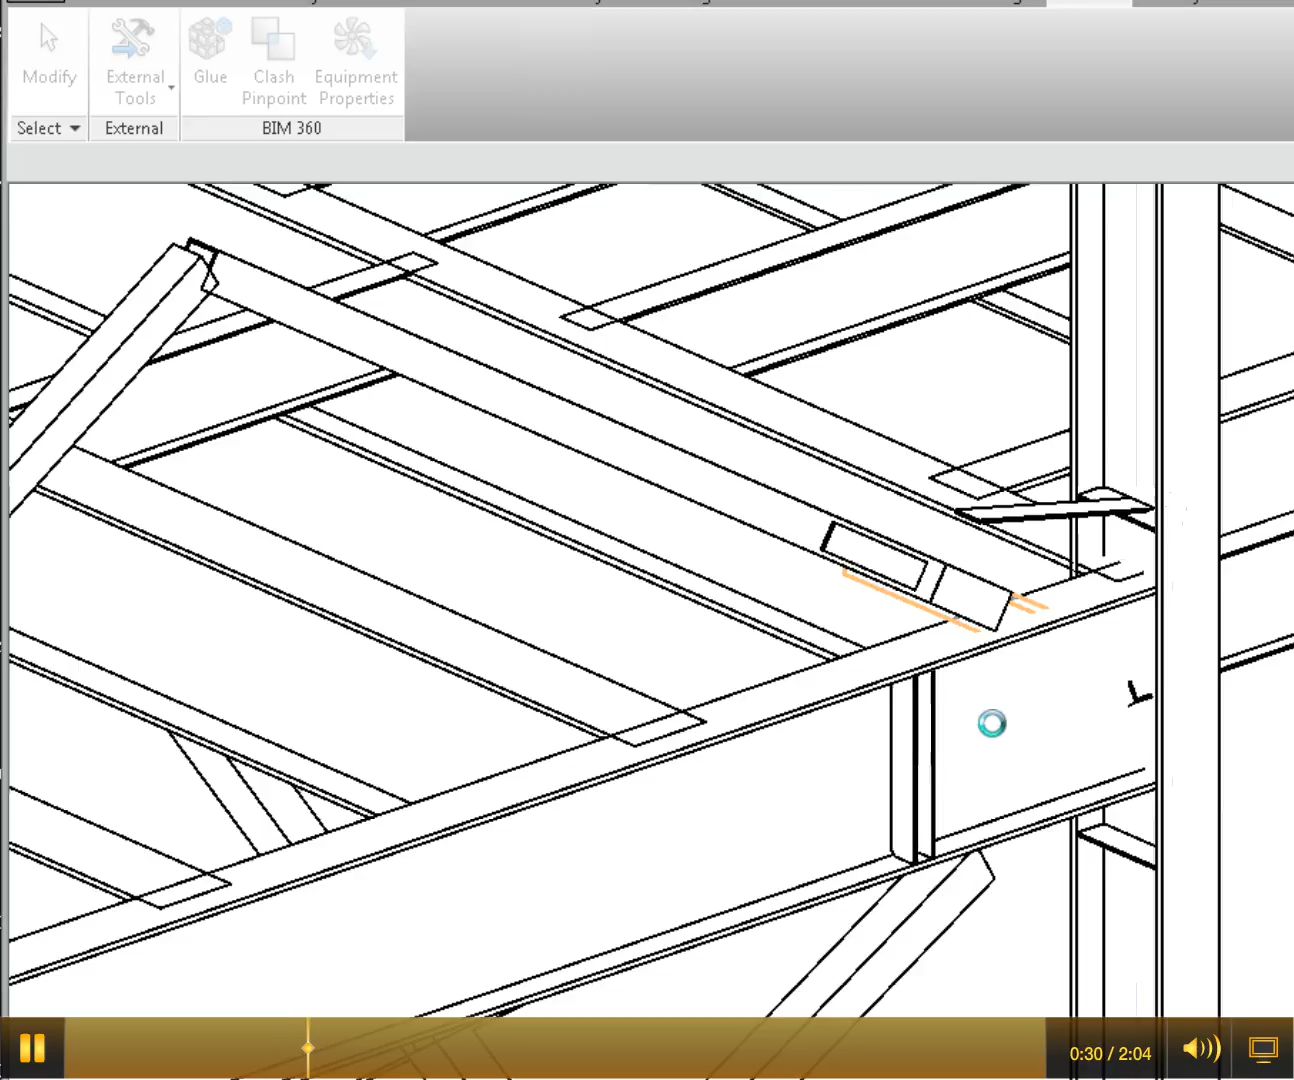 Modify
External
Tools
Glue
Clash
Pinpoint
Equipment
Properties
Select
External
BIM 360
0:30 / 2:04